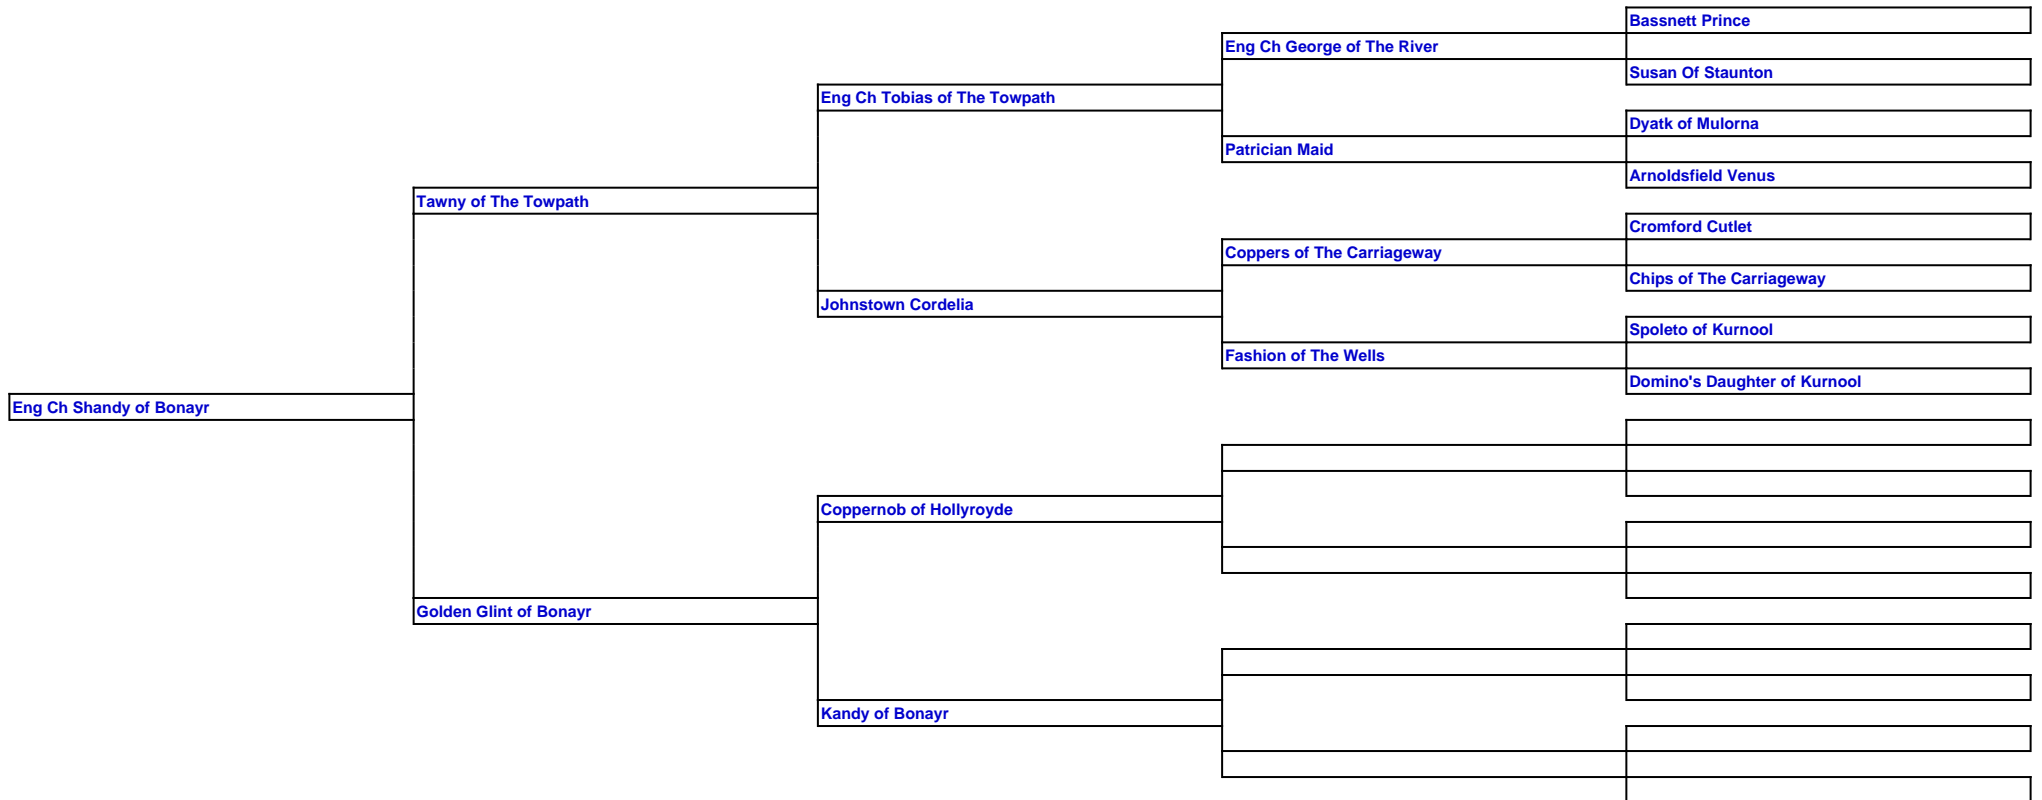 Bassnett Prince
Eng Ch George of The River
Susan Of Staunton
Eng Ch Tobias of The Towpath
Dyatk of Mulorna
Patrician Maid
Arnoldsfield Venus
Tawny of The Towpath
Cromford Cutlet
Coppers of The Carriageway
Chips of The Carriageway
Johnstown Cordelia
Spoleto of Kurnool
Fashion of The Wells
Domino's Daughter of Kurnool
Eng Ch Shandy of Bonayr
Coppernob of Hollyroyde
Golden Glint of Bonayr
Kandy of Bonayr